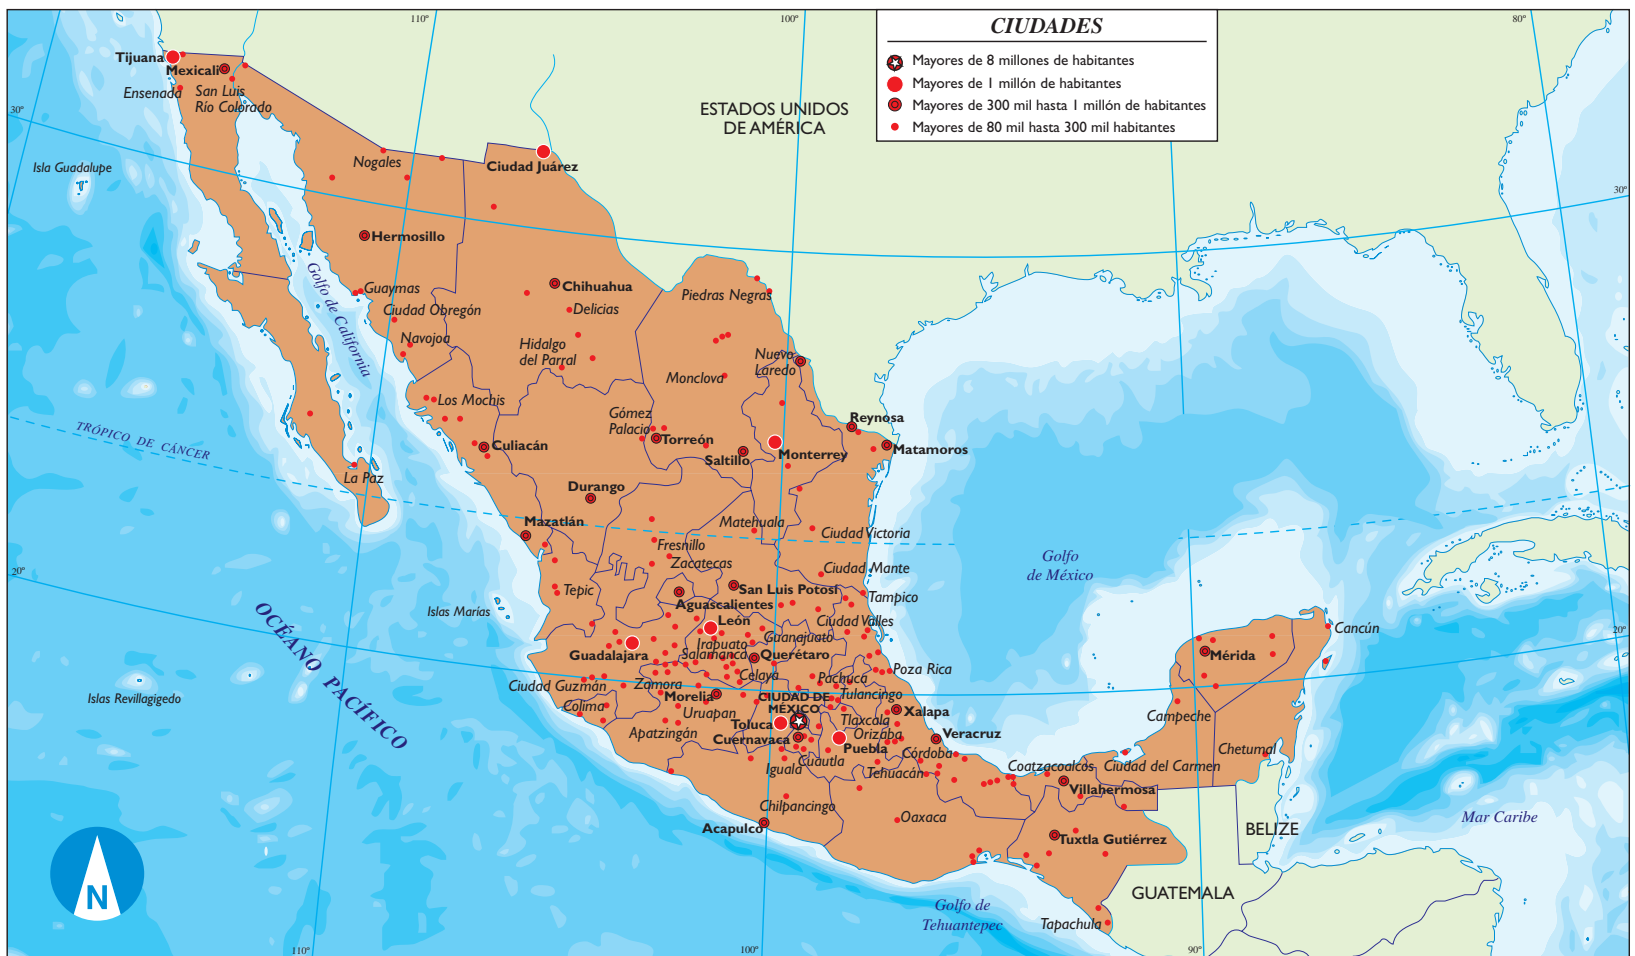 110°
100°
80°
CIUDADES
Mayores de 8 millones de habitantes
Mayores de 1 millón de habitantes
Mayores de 300 mil hasta 1 millón de habitantes
Mayores de 80 mil hasta 300 mil habitantes
Tijuana
Mexicali
Ensenada
San Luis
Río Colorado
30°
ESTADOS UNIDOS
DE AMÉRICA
Isla Guadalupe
Nogales
Ciudad Juárez
30°
Hermosillo
Golfo de California
Guaymas
Chihuahua
Piedras Negras
Ciudad Obregón
Delicias
Navojoa
Hidalgo
del Parral
Nuevo
Laredo
Monclova
Los Mochis
Gómez
Palacio
Torreón
Reynosa
TRÓPICO DE CÁNCER
Culiacán
Saltillo
Monterrey
Matamoros
La Paz
Durango
Mazatlán
Matehuala
Ciudad Victoria
Fresnillo
Zacatecas
Golfo
de México
20°
Ciudad Mante
Tepic
San Luis Potosí
Tampico
Islas Marías
Aguascalientes
León
Ciudad Valles
Cancún
20°
OCÉANO PACÍFICO
Guanajuato
Irapuato
Guadalajara
Salamanca
Querétaro
Mérida
Poza Rica
Celaya
Pachuca
Ciudad Guzmán
Zamora
Islas Revillagigedo
Morelia
CIUDAD DE
MÉXICO
Tulancingo
Colima
Uruapan
Xalapa
Campeche
Toluca
Tlaxcala
Apatzingán
Orizaba
Veracruz
Cuernavaca
Puebla
Córdoba
Chetumal
Cuautla
Iguala
Tehuacán
Coatzacoalcos
Ciudad del Carmen
Villahermosa
Chilpancingo
Oaxaca
Mar Caribe
Acapulco
BELIZE
Tuxtla Gutiérrez
N
GUATEMALA
Golfo de
Tehuantepec
Tapachula
110°
100°
90°